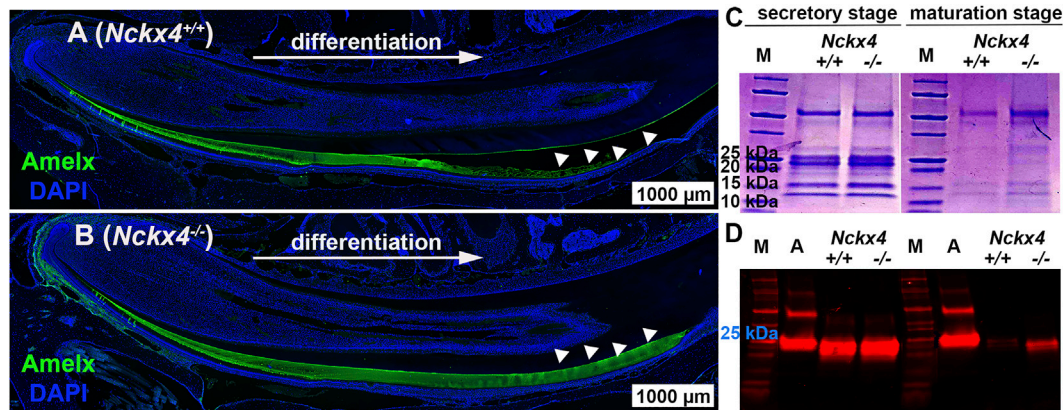 A (Nckx4+/+)
differentiation
Amelx
DAPI
1000 µm
B (Nckx4-/-)
differentiation
Amelx
DAPI
1000 µm
C secretory stage maturation stage
Nckx4 Nckx4
M +/+ -/- M +/+ -/-
25 kDa
20 kDa
15 kDa
10 kDa
D Nckx4 Nckx4
M A +/+ -/- M A +/+ -/-
25 kDa